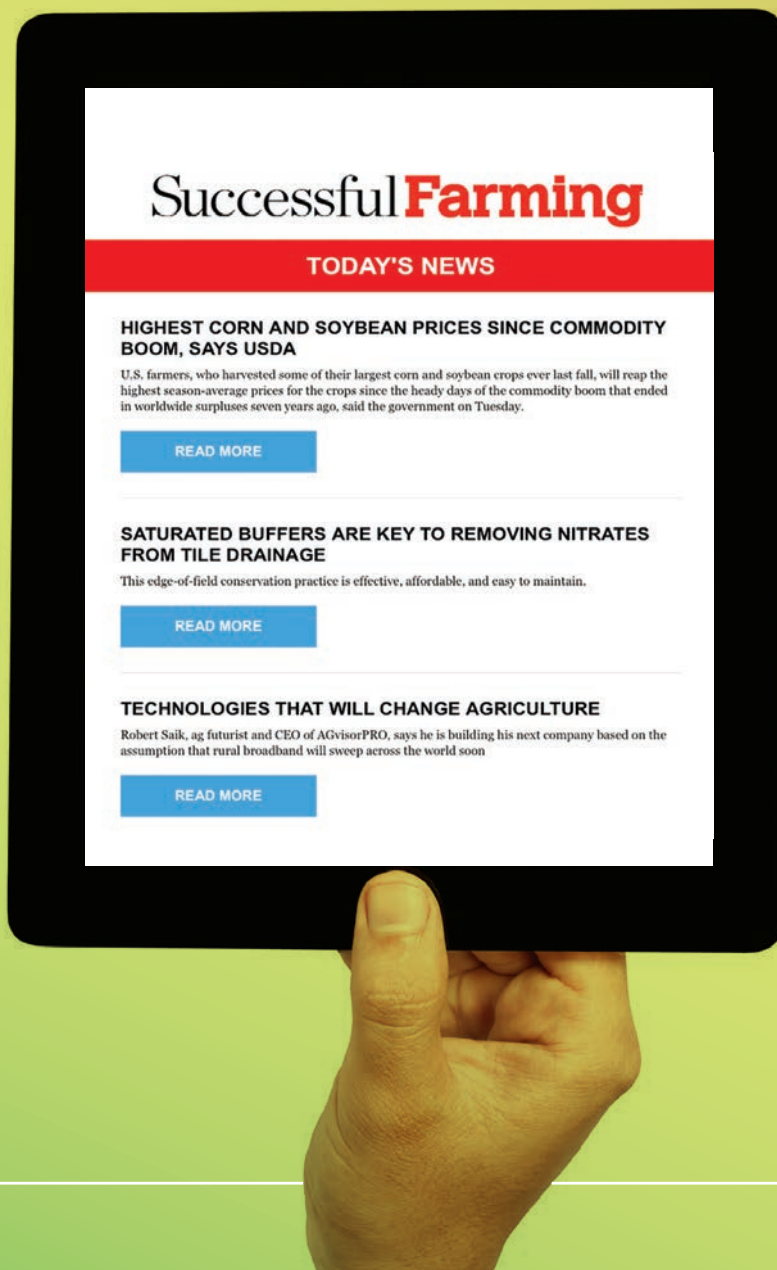 Successful Farming
TODAY'S NEWS
HIGHEST CORN AND SOYBEAN PRICES SINCE COMMODITY
BOOM, SAYS USDA
U.S. farmers, who harvested some of their largest corn and soybean crops ever last fall, will reap the
highest season-average prices for the crops since the heady days of the commodity boom that ended
in worldwide surpluses seven years ago, said the government on Tuesday.
READ MORE
SATURATED BUFFERS ARE KEY TO REMOVING NITRATES
FROM TILE DRAINAGE
This edge-of-field conservation practice is effective, affordable, and easy to maintain.
READ MORE
TECHNOLOGIES THAT WILL CHANGE AGRICULTURE
Robert Saik, ag futurist and CEO of AGvisorPRO, says he is building his next company based on the
assumption that rural broadband will sweep across the world soon
READ MORE